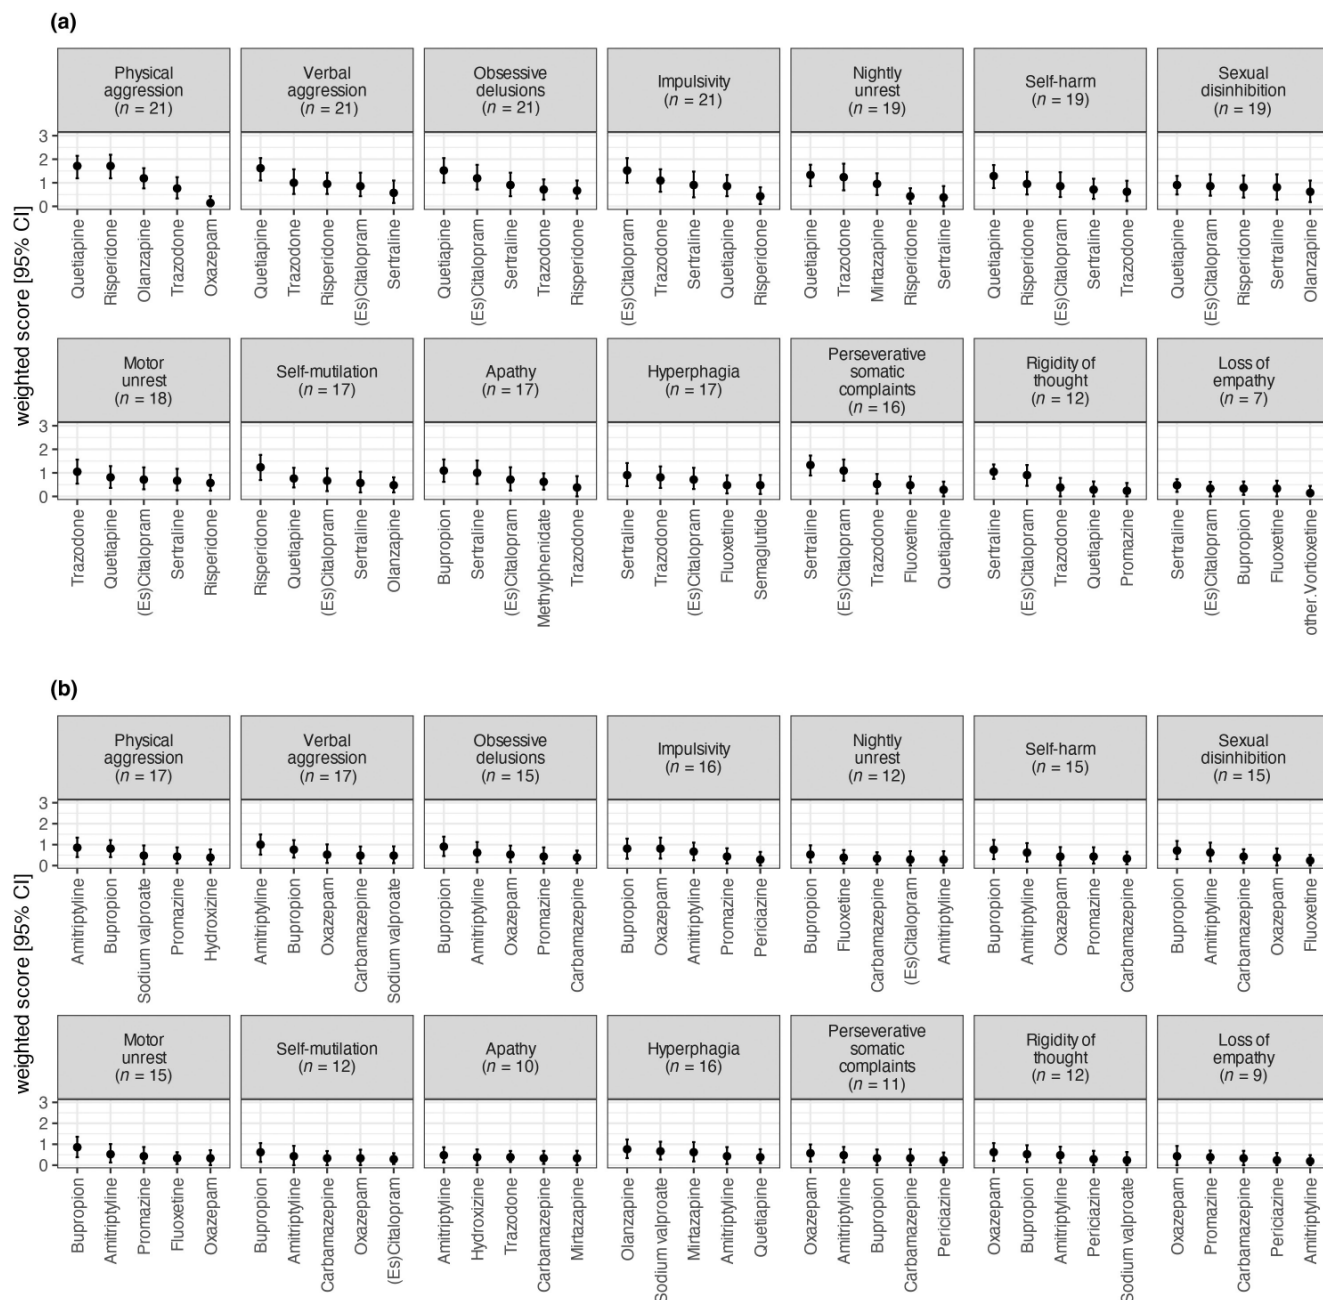 (a)
weighted score [95% CI]
Physical
aggression
(n = 21)
Verbal
aggression
(n = 21)
Obsessive
delusions
(n = 21)
Impulsivity
(n = 21)
Nightly
unrest
(n = 19)
Self-harm
(n = 19)
Sexual
disinhibition
(n = 19)
3
2
1
0
Quetiapine
Risperidone
Olanzapine
Trazodone
Oxazepam
Quetiapine
Trazodone
Risperidone
(Es)Citalopram
Sertraline
Quetiapine
(Es)Citalopram
Sertraline
Trazodone
Risperidone
(Es)Citalopram
Trazodone
Sertraline
Quetiapine
Risperidone
Quetiapine
Trazodone
Mirtazapine
Risperidone
Sertraline
Quetiapine
Risperidone
(Es)Citalopram
Sertraline
Trazodone
Quetiapine
(Es)Citalopram
Risperidone
Sertraline
Olanzapine
Motor
unrest
(n = 18)
Self-mutilation
(n = 17)
Apathy
(n = 17)
Hyperphagia
(n = 17)
Perseverative
somatic
complaints
(n = 16)
Rigidity of
thought
(n = 12)
Loss of
empathy
(n = 7)
3
2
1
0
Trazodone
Quetiapine
(Es)Citalopram
Sertraline
Risperidone
Risperidone
Quetiapine
(Es)Citalopram
Sertraline
Olanzapine
Bupropion
Sertraline
(Es)Citalopram
Methylphenidate
Trazodone
Sertraline
Trazodone
(Es)Citalopram
Fluoxetine
Semaglutide
Sertraline
(Es)Citalopram
Trazodone
Fluoxetine
Quetiapine
Sertraline
(Es)Citalopram
Trazodone
Quetiapine
Promazine
Sertraline
(Es)Citalopram
Bupropion
Fluoxetine
other.Vortioxetine
(b)
weighted score [95% CI]
Physical
aggression
(n = 17)
Verbal
aggression
(n = 17)
Obsessive
delusions
(n = 15)
Impulsivity
(n = 16)
Nightly
unrest
(n = 12)
Self-harm
(n = 15)
Sexual
disinhibition
(n = 15)
3
2
1
0
Amitriptyline
Bupropion
Sodium valproate
Promazine
Hydroxizine
Amitriptyline
Bupropion
Oxazepam
Carbamazepine
Sodium valproate
Bupropion
Amitriptyline
Oxazepam
Promazine
Carbamazepine
Bupropion
Oxazepam
Amitriptyline
Promazine
Periciazine
Bupropion
Fluoxetine
Carbamazepine
(Es)Citalopram
Amitriptyline
Bupropion
Amitriptyline
Oxazepam
Promazine
Carbamazepine
Bupropion
Amitriptyline
Carbamazepine
Oxazepam
Fluoxetine
Motor
unrest
(n = 15)
Self-mutilation
(n = 12)
Apathy
(n = 10)
Hyperphagia
(n = 16)
Perseverative
somatic
complaints
(n = 11)
Rigidity of
thought
(n = 12)
Loss of
empathy
(n = 9)
3
2
1
0
Bupropion
Amitriptyline
Promazine
Fluoxetine
Oxazepam
Bupropion
Amitriptyline
Carbamazepine
Oxazepam
(Es)Citalopram
Amitriptyline
Hydroxizine
Trazodone
Carbamazepine
Mirtazapine
Olanzapine
Sodium valproate
Mirtazapine
Amitriptyline
Quetiapine
Oxazepam
Amitriptyline
Bupropion
Carbamazepine
Periciazine
Oxazepam
Bupropion
Amitriptyline
Periciazine
Sodium valproate
Oxazepam
Promazine
Carbamazepine
Periciazine
Amitriptyline